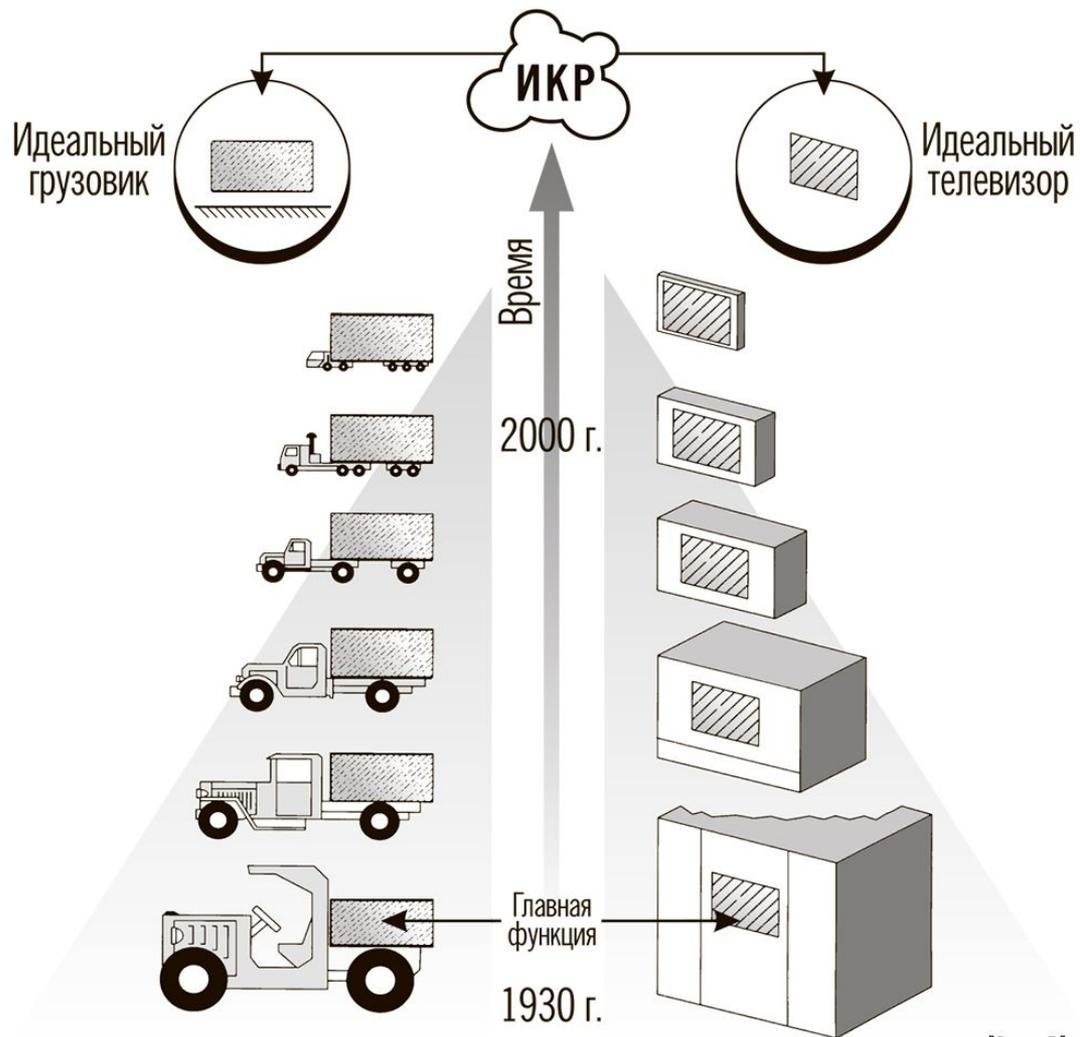 ИКР
Идеальный
грузовик
Идеальный
телевизор
Время
2000 г.
Главная
функция
1930 г.